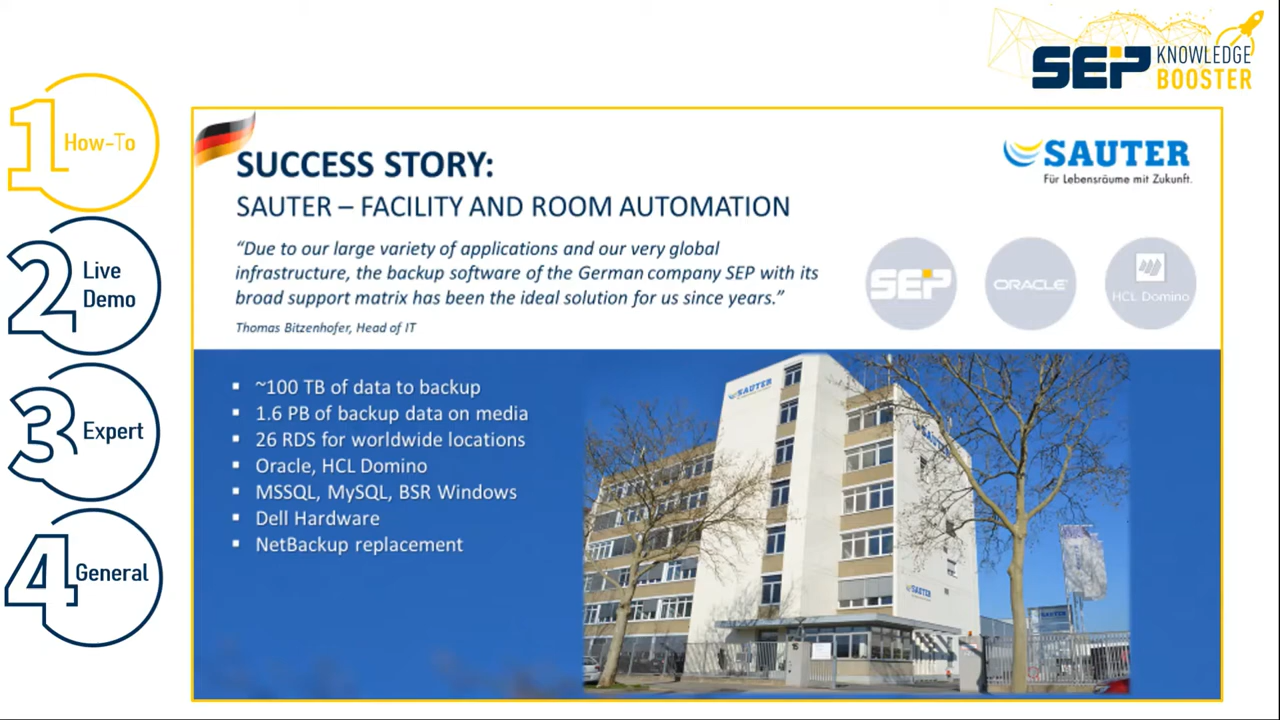 SEP KNOWLEDGE
BOOSTER
1 How-To
2 Live
Demo
3 Expert
4 General
SUCCESS STORY:
SAUTER – FACILITY AND ROOM AUTOMATION
SAUTER
Für Lebensräume mit Zukunft.
“Due to our large variety of applications and our very global
infrastructure, the backup software of the German company SEP with its
broad support matrix has been the ideal solution for us since years.”
Thomas Bitzenhofer, Head of IT
SEP
ORACLE
HCL Domino
▪ ~100 TB of data to backup
▪ 1.6 PB of backup data on media
▪ 26 RDS for worldwide locations
▪ Oracle, HCL Domino
▪ MSSQL, MySQL, BSR Windows
▪ Dell Hardware
▪ NetBackup replacement
SAUTER
SAUTER
SAUTER
SAUTER